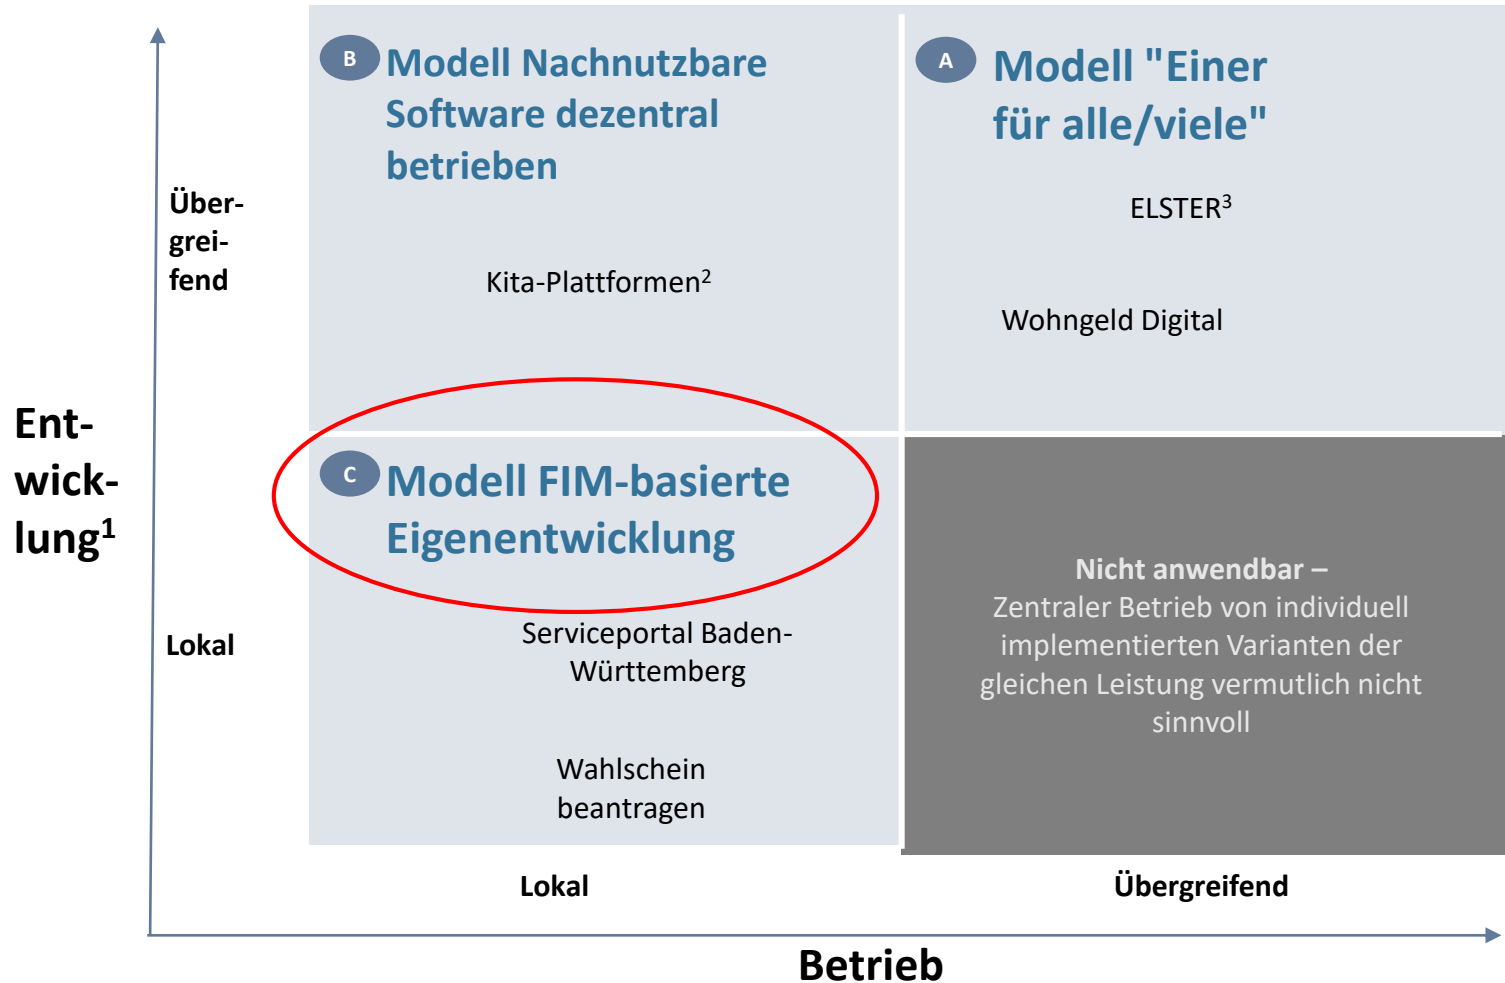 B
Modell Nachnutzbare
Software dezentral
betrieben
Kita-Plattformen²
A
Modell "Einer
für alle/viele"
ELSTER³
Wohngeld Digital
Über-
grei-
fend
Ent-
wick-
lung¹
C
Modell FIM-basierte
Eigenentwicklung
Serviceportal Baden-
Württemberg
Wahlschein
beantragen
Nicht anwendbar –
Zentraler Betrieb von individuell
implementierten Varianten der
gleichen Leistung vermutlich nicht
sinnvoll
Lokal
Lokal
Übergreifend
Betrieb